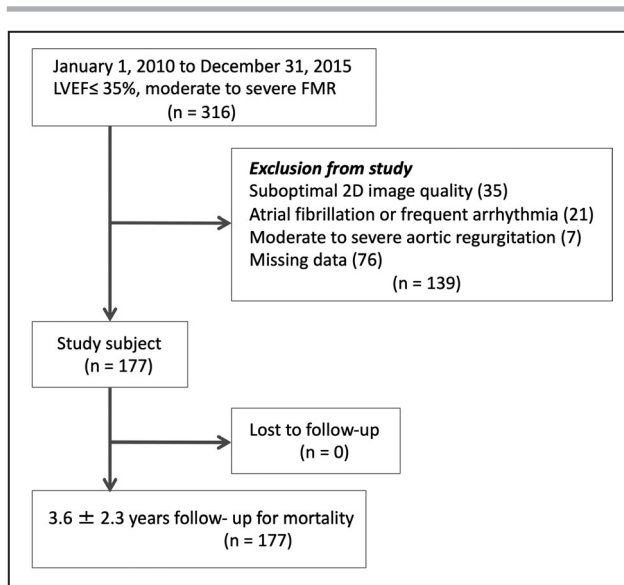 January 1, 2010 to December 31, 2015
LVEF≤ 35%, moderate to severe FMR
(n = 316)
Exclusion from study
Suboptimal 2D image quality (35)
Atrial fibrillation or frequent arrhythmia (21)
Moderate to severe aortic regurgitation (7)
Missing data (76)
(n = 139)
Study subject
(n = 177)
Lost to follow-up
(n = 0)
3.6 ± 2.3 years follow- up for mortality
(n = 177)